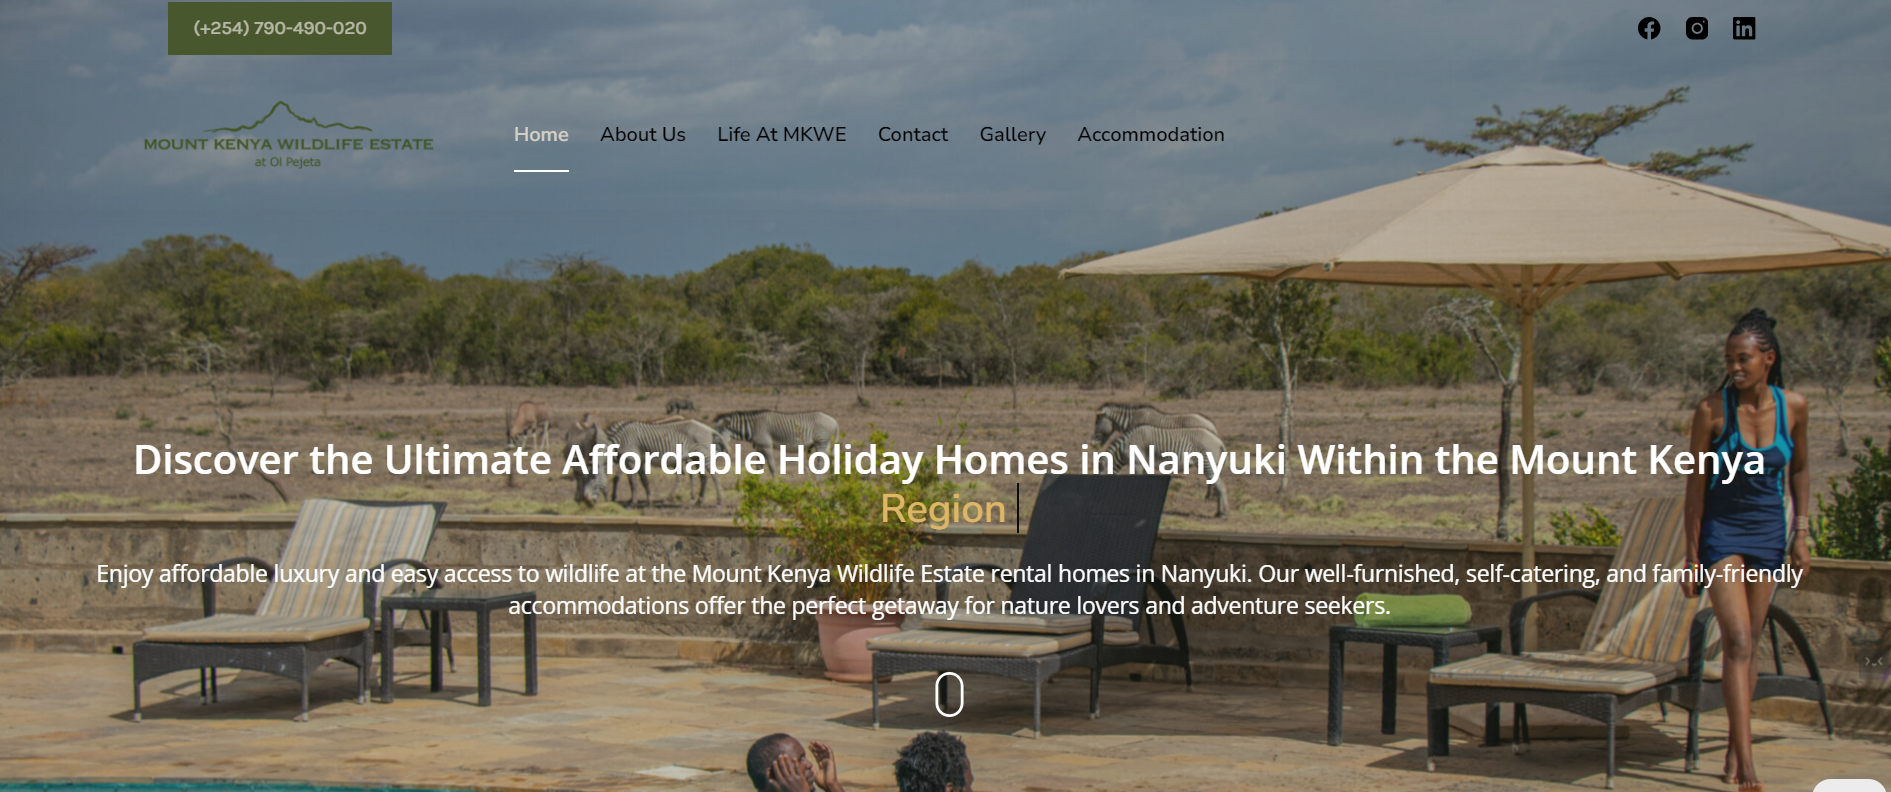 (+254) 790-490-020
MOUNT KENYA WILDLIFE ESTATE
at Ol Pejeta
Home About Us Life At MKWE Contact Gallery Accommodation
Discover the Ultimate Affordable Holiday Homes in Nanyuki Within the Mount Kenya
Region
Enjoy affordable luxury and easy access to wildlife at the Mount Kenya Wildlife Estate rental homes in Nanyuki. Our well-furnished, self-catering, and family-friendly
accommodations offer the perfect getaway for nature lovers and adventure seekers.